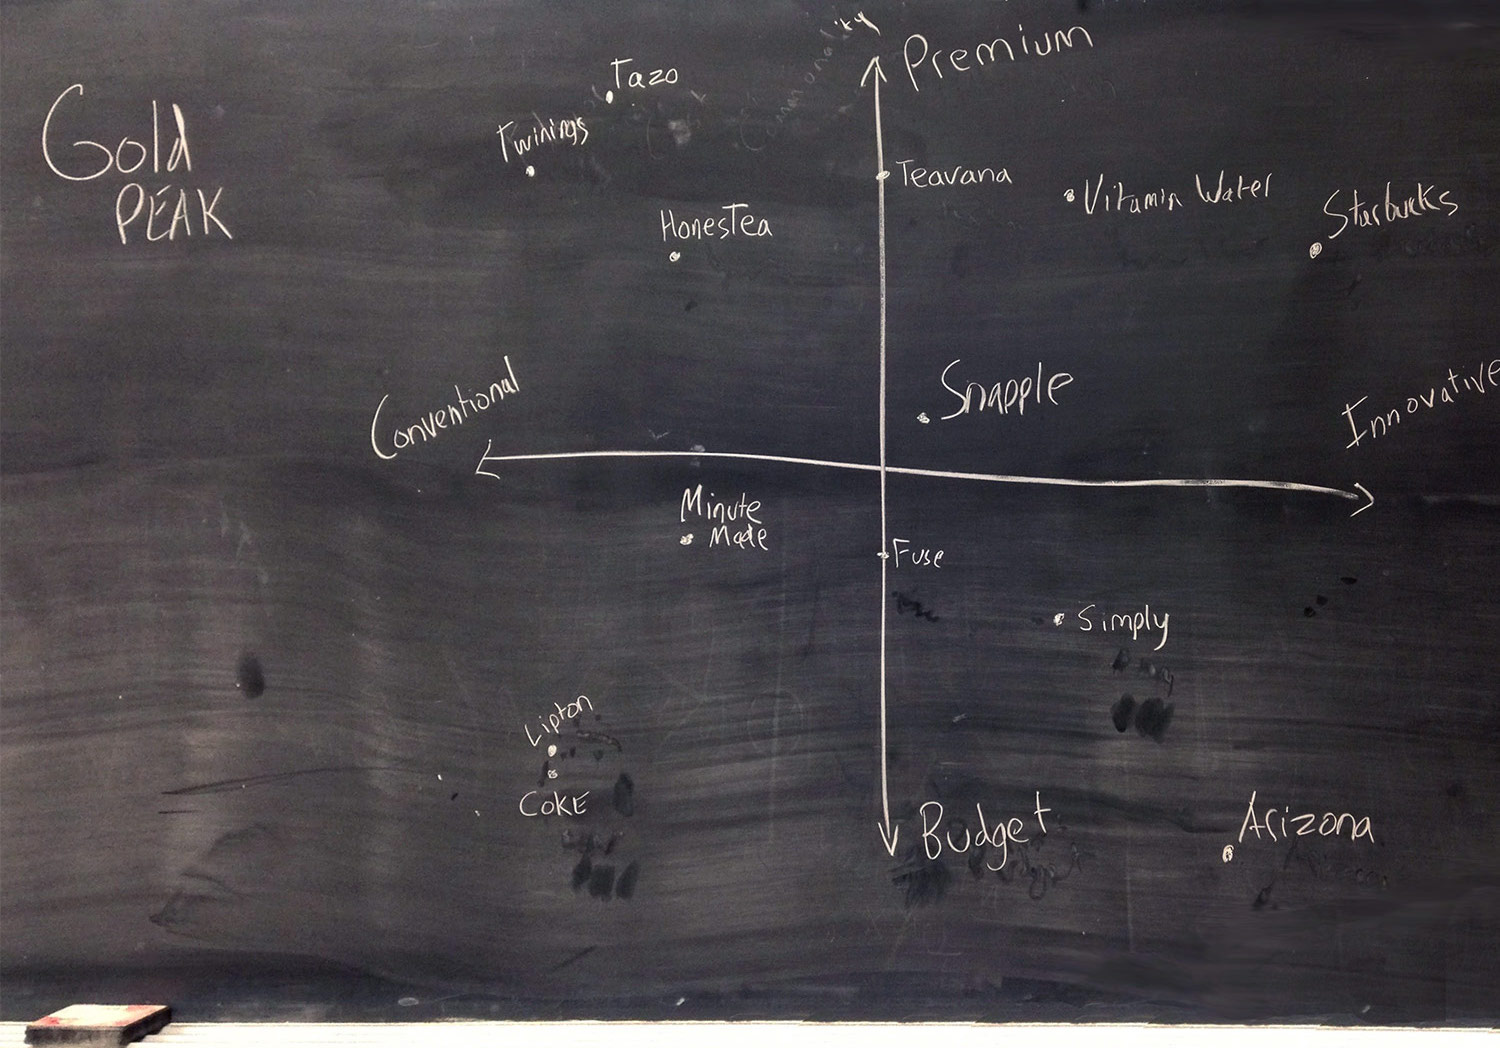 Premium
Tazo
Gold
PEAK
Twinings
Teavana
Vitamin Water
Starbucks
HonesTea
Snapple
Conventional
Innovative
Minute
Made
Fuse
Simply
Lipton
COKE
Budget
Arizona